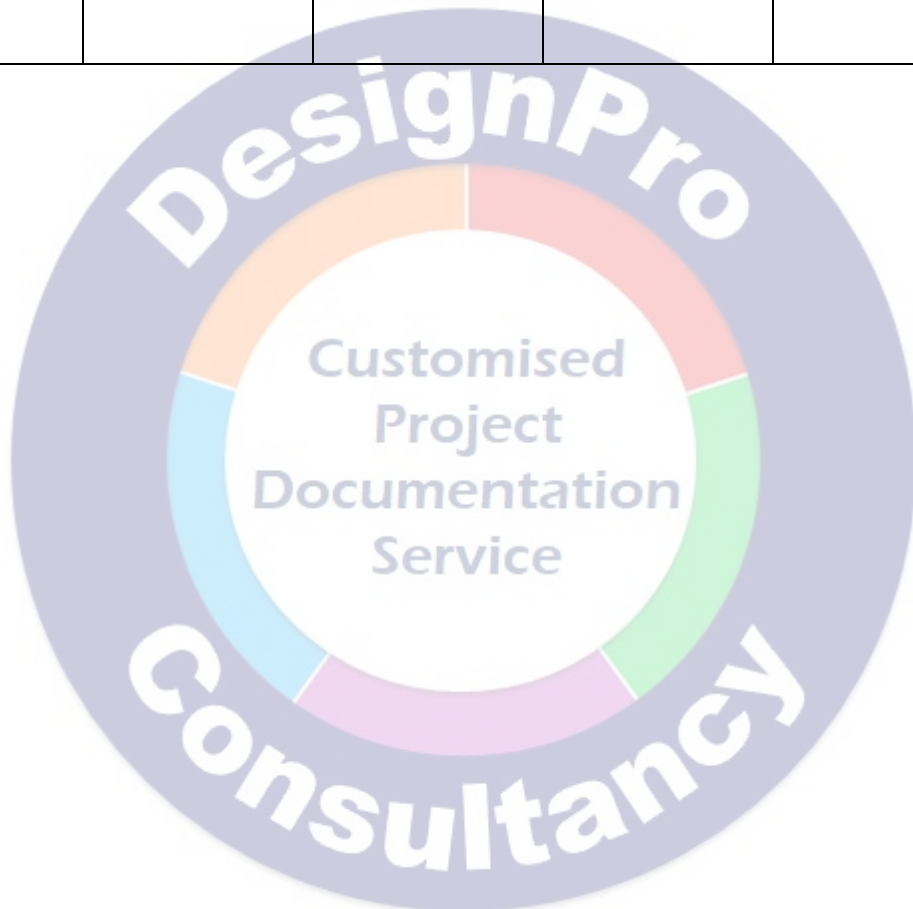 DesignPro
Customised
Project
Documentation
Service
Consultancy